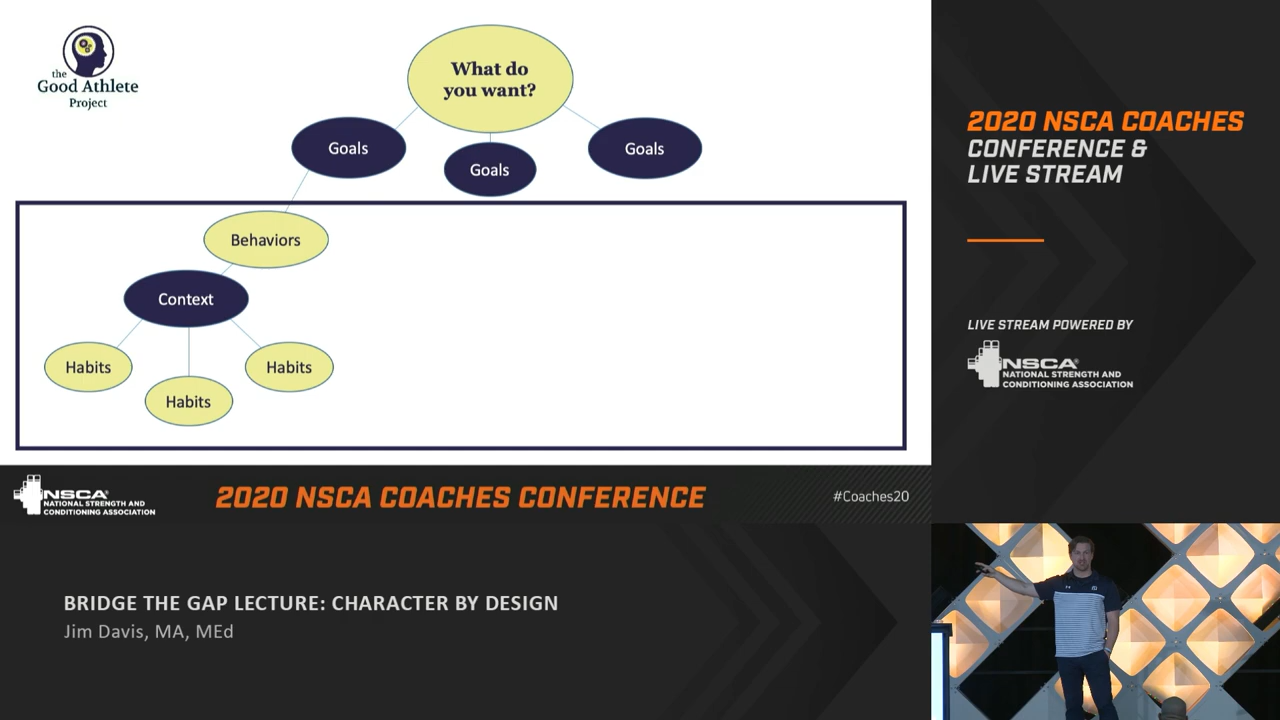 the
Good Athlete
Project
What do
you want?
Goals
Goals
Goals
Behaviors
Context
Habits
Habits
Habits
NSCA®
NATIONAL STRENGTH AND
CONDITIONING ASSOCIATION
2020 NSCA COACHES CONFERENCE
#Coaches20
BRIDGE THE GAP LECTURE: CHARACTER BY DESIGN
Jim Davis, MA, MEd
2020 NSCA COACHES
CONFERENCE &
LIVE STREAM
LIVE STREAM POWERED BY
NSCA®
NATIONAL STRENGTH AND
CONDITIONING ASSOCIATION